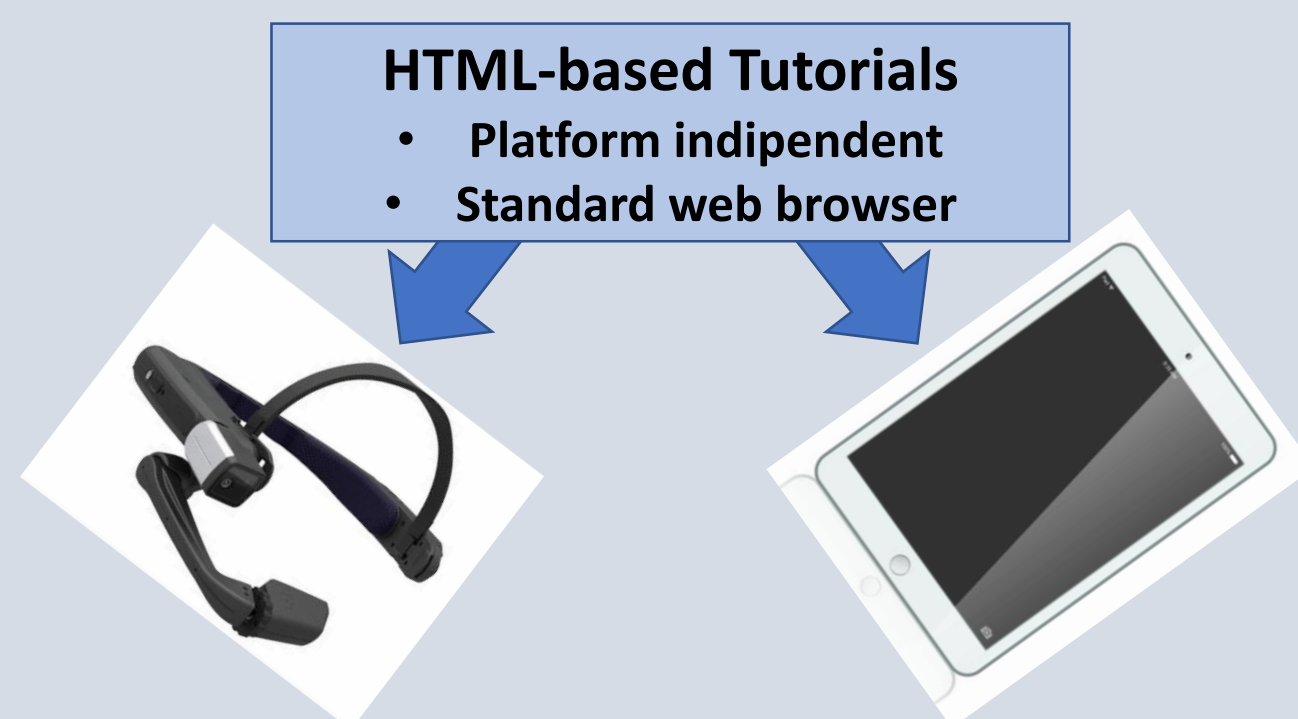 HTML-based Tutorials
• Platform indipendent
• Standard web browser